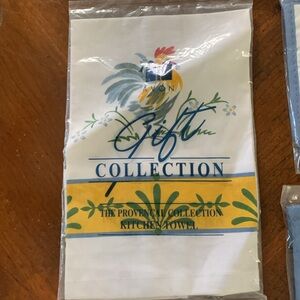 Gift
COLLECTION
THE PROVENCAL COLLECTION
KITCHEN TOWEL